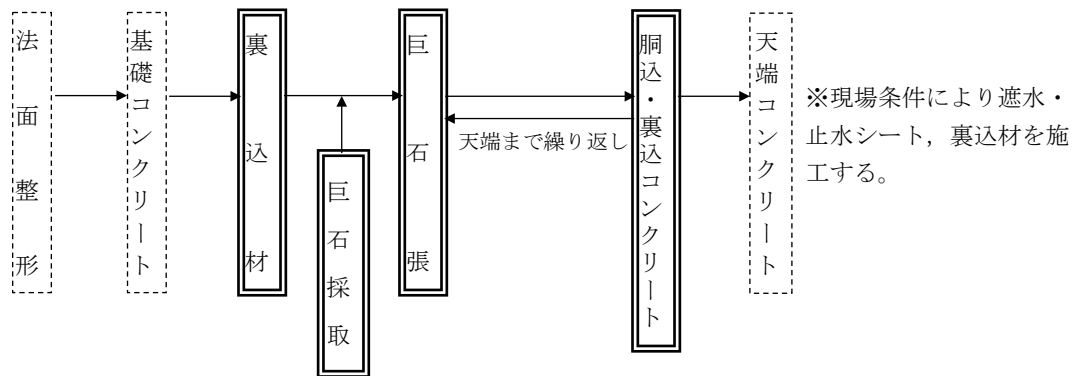 法面整形
基礎コンクリート
裏込材
巨石採取
巨石張
天端まで繰り返し
胴込・裏込コンクリート
天端コンクリート
※現場条件により遮水・
止水シート，裏込材を施
工する。